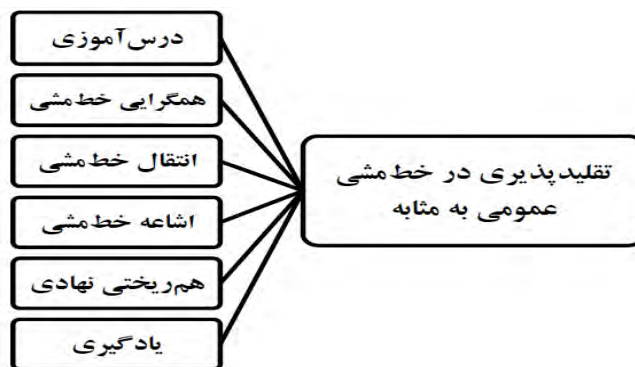 تقلیدپذیری در خط‌مشی
عمومی به مثابه
درس‌آموزی
همگرایی خط‌مشی
انتقال خط‌مشی
اشاعه خط‌مشی
هم‌ریختی نهادی
یادگیری